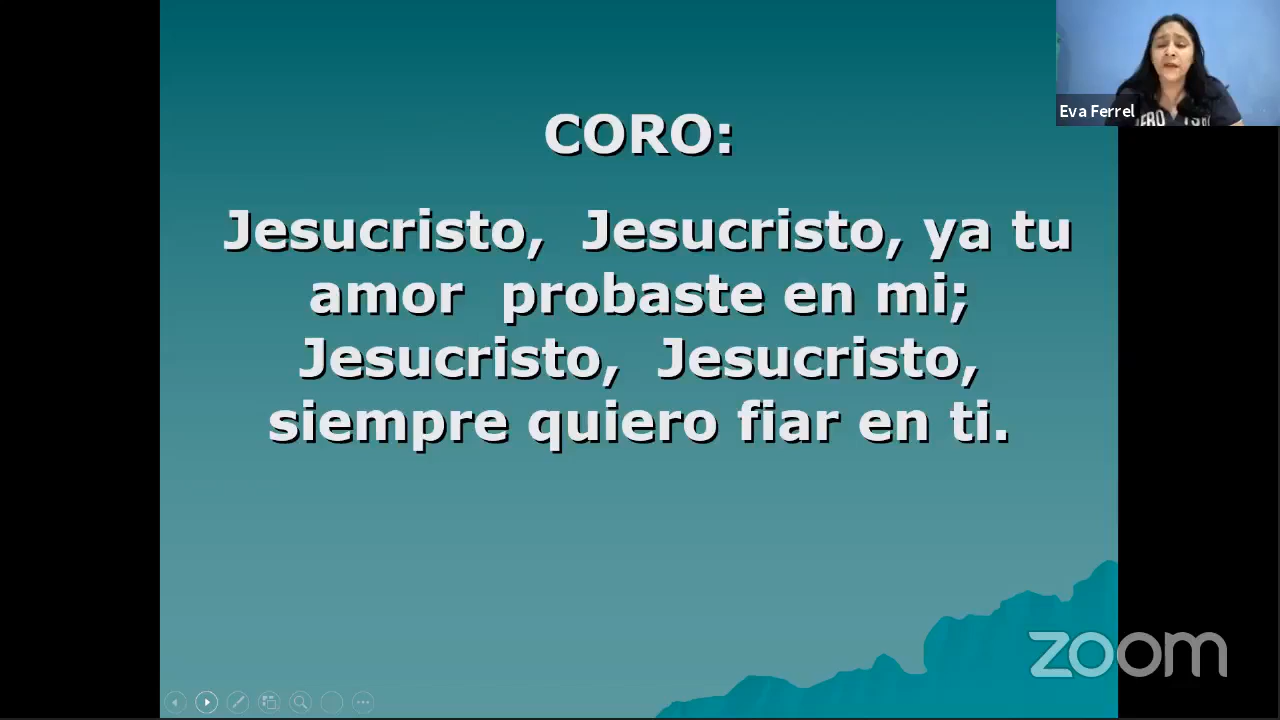 CORO:
Jesucristo, Jesucristo, ya tu
amor probaste en mi;
Jesucristo, Jesucristo,
siempre quiero fiar en ti.
Eva Ferrel
zoom